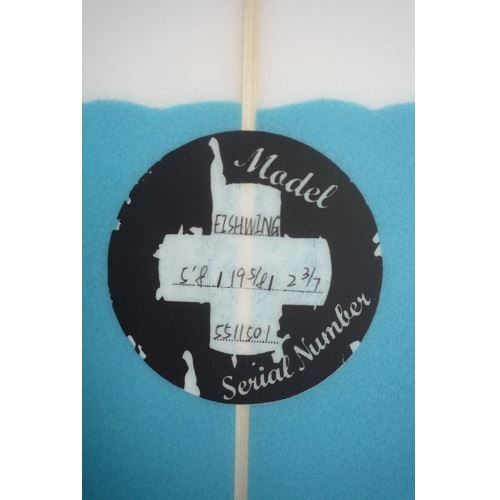 Model
FISHWING
5'8 | 19 5/8 | 2 3/7
5511501
Serial Number